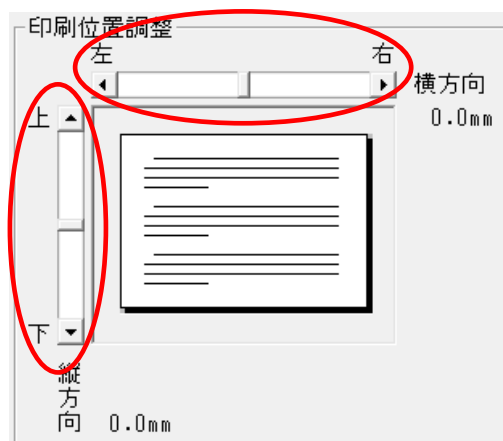 印刷位置調整
左 右
横方向
上
0.0mm
下
縦方向
0.0mm